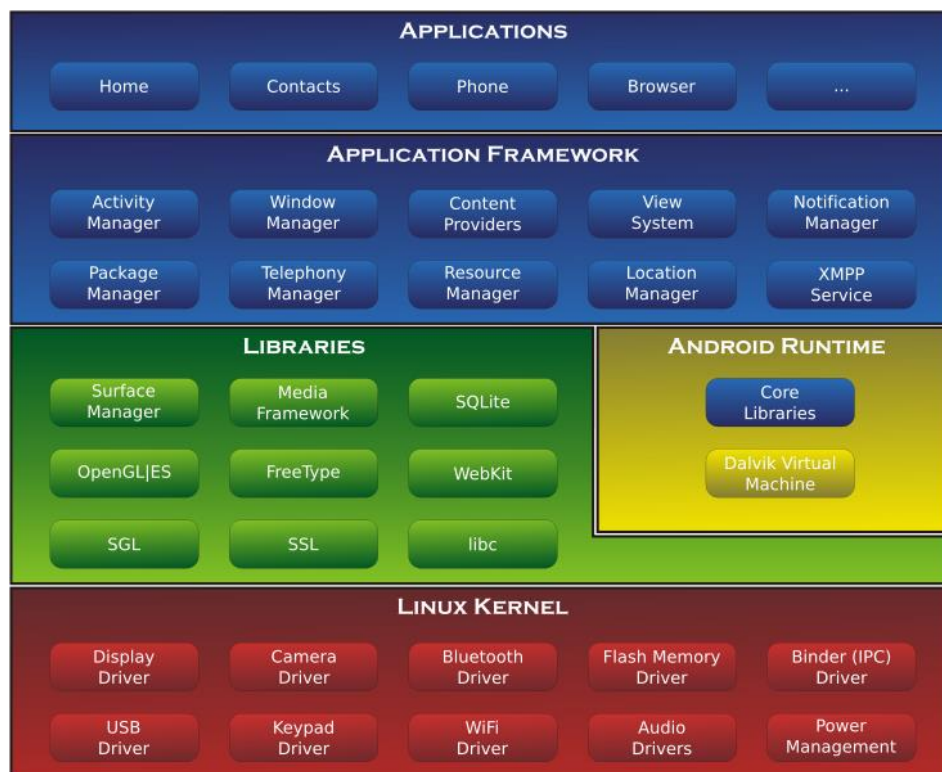 APPLICATIONS
Home
Contacts
Phone
Browser
...
APPLICATION FRAMEWORK
Activity
Manager
Window
Manager
Content
Providers
View
System
Notification
Manager
Package
Manager
Telephony
Manager
Resource
Manager
Location
Manager
XMPP
Service
LIBRARIES
Surface
Manager
Media
Framework
SQLite
OpenGL|ES
FreeType
WebKit
SGL
SSL
libc
ANDROID RUNTIME
Core
Libraries
Dalvik Virtual
Machine
LINUX KERNEL
Display
Driver
Camera
Driver
Bluetooth
Driver
Flash Memory
Driver
Binder (IPC)
Driver
USB
Driver
Keypad
Driver
WiFi
Driver
Audio
Drivers
Power
Management